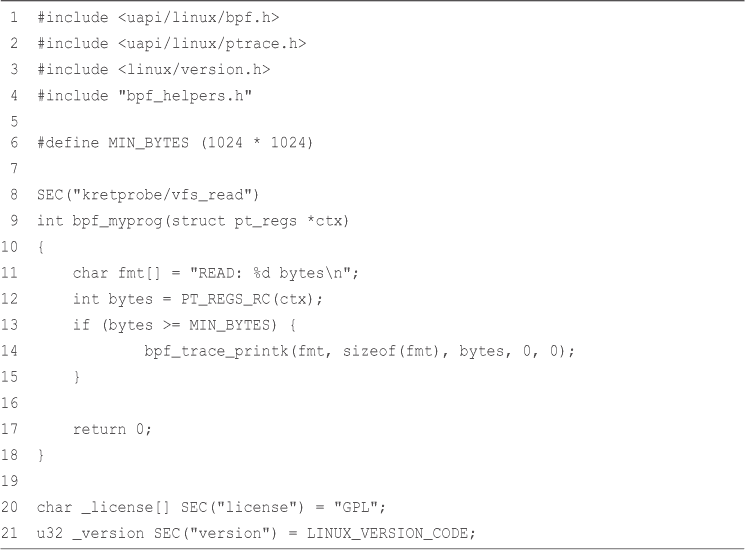 1 #include <uapi/linux/bpf.h>
2 #include <uapi/linux/ptrace.h>
3 #include <linux/version.h>
4 #include "bpf_helpers.h"
5
6 #define MIN_BYTES (1024 * 1024)
7
8 SEC("kretprobe/vfs_read")
9 int bpf_myprog(struct pt_regs *ctx)
10 {
11     char fmt[] = "READ: %d bytes\n";
12     int bytes = PT_REGS_RC(ctx);
13     if (bytes >= MIN_BYTES) {
14             bpf_trace_printk(fmt, sizeof(fmt), bytes, 0, 0);
15     }
16
17     return 0;
18 }
19
20 char _license[] SEC("license") = "GPL";
21 u32 _version SEC("version") = LINUX_VERSION_CODE;